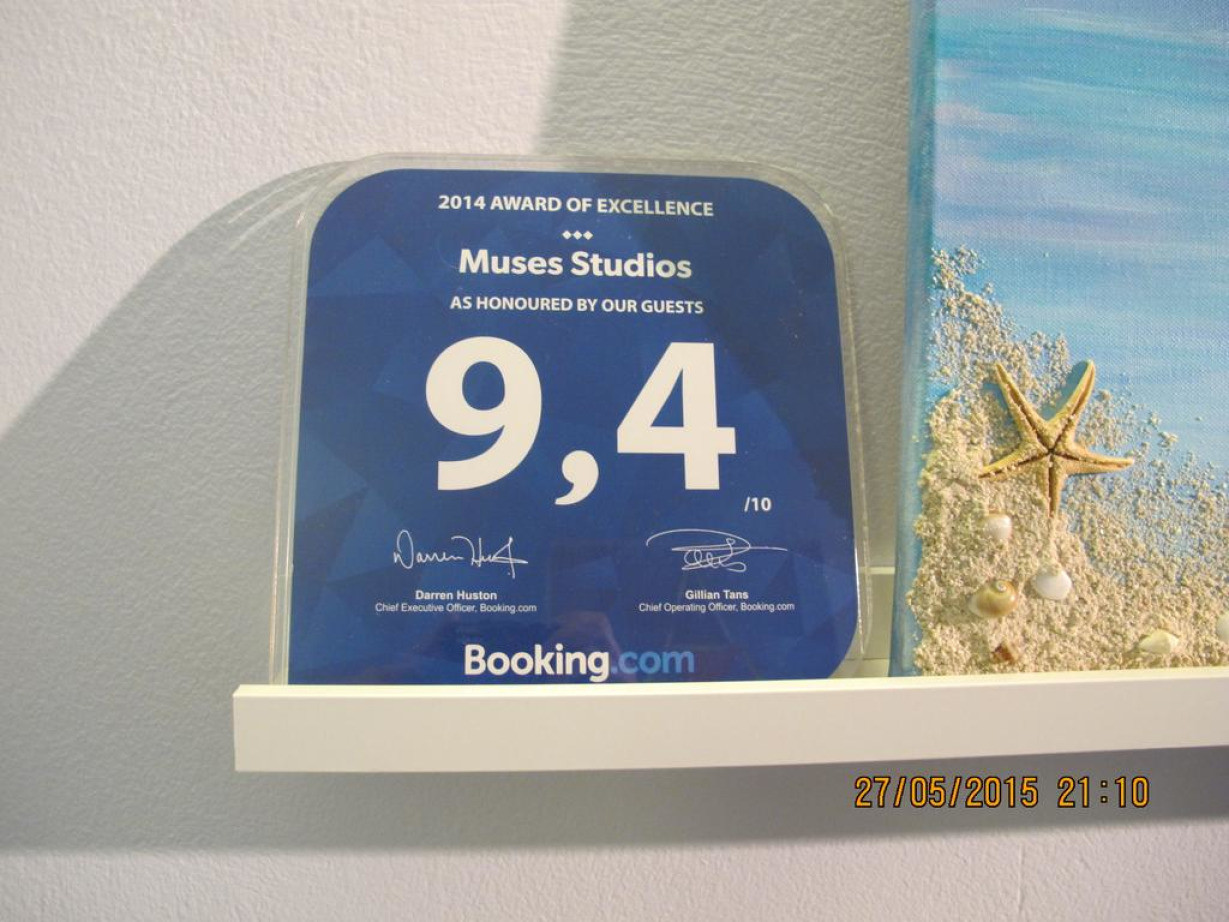 2014 AWARD OF EXCELLENCE
Muses Studios
AS HONOURED BY OUR GUESTS
9,4
/10
Darren Huston
Chief Executive Officer, Booking.com
Gillian Tans
Chief Operating Officer, Booking.com
Booking.com
27/05/2015 21:10